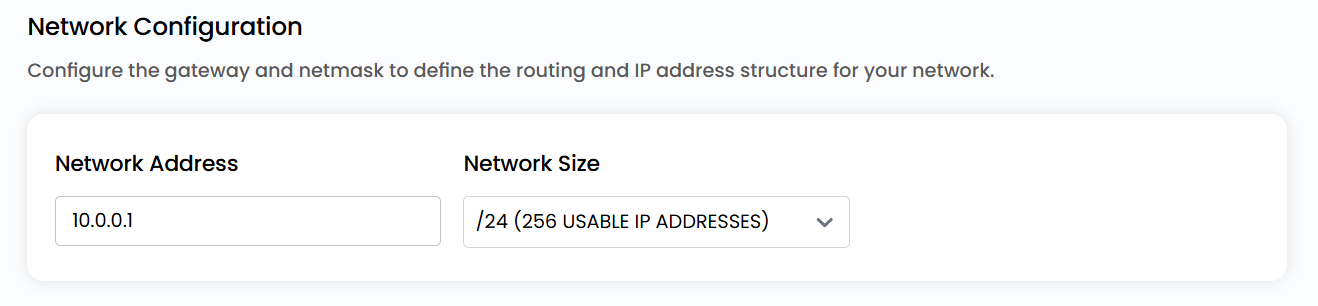 Network Configuration
Configure the gateway and netmask to define the routing and IP address structure for your network.
Network Address
Network Size
10.0.0.1
/24 (256 USABLE IP ADDRESSES)